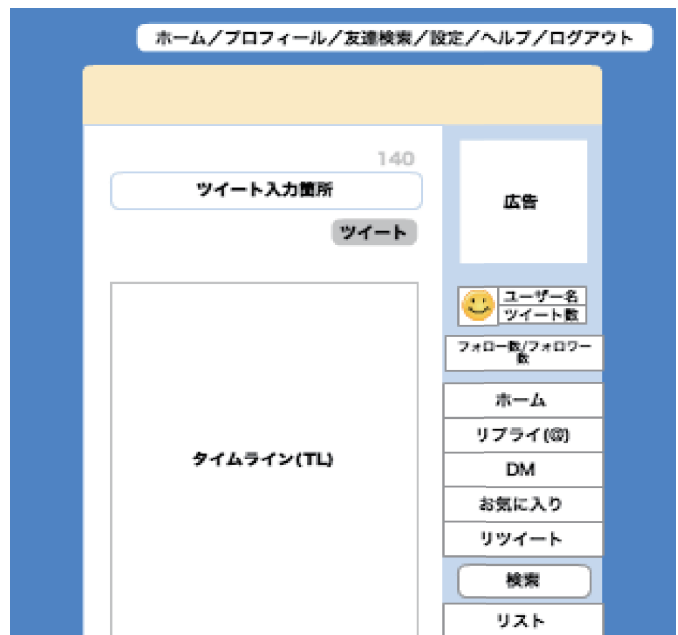 ホーム／プロフィール／友達検索／設定／ヘルプ／ログアウト
140
ツイート入力箇所
ツイート
タイムライン(TL)
広告
ユーザー名
ツイート数
フォロー数/フォロワー
数
ホーム
リプライ(@)
DM
お気に入り
リツイート
検索
リスト